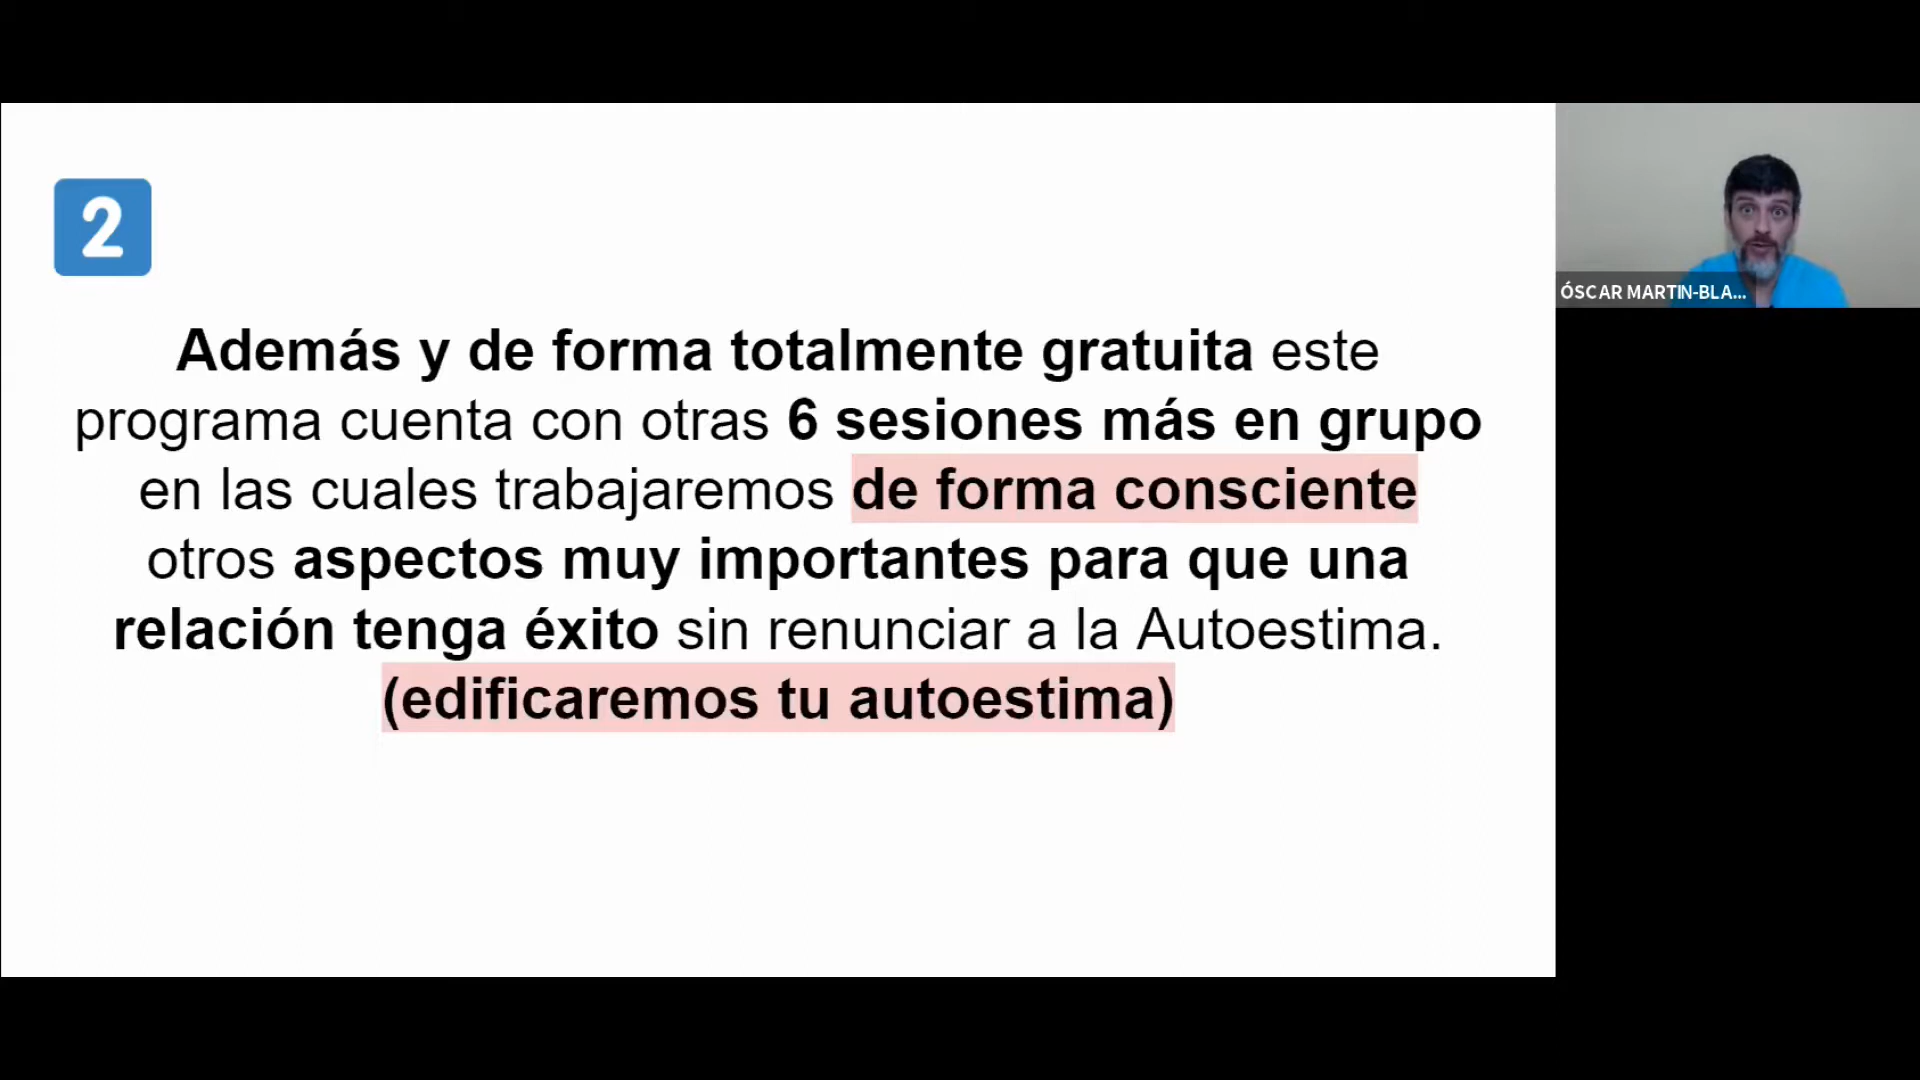 2
Además y de forma totalmente gratuita este
programa cuenta con otras 6 sesiones más en grupo
en las cuales trabajaremos de forma consciente
otros aspectos muy importantes para que una
relación tenga éxito sin renunciar a la Autoestima.
(edificaremos tu autoestima)
ÓSCAR MARTIN-BLA...